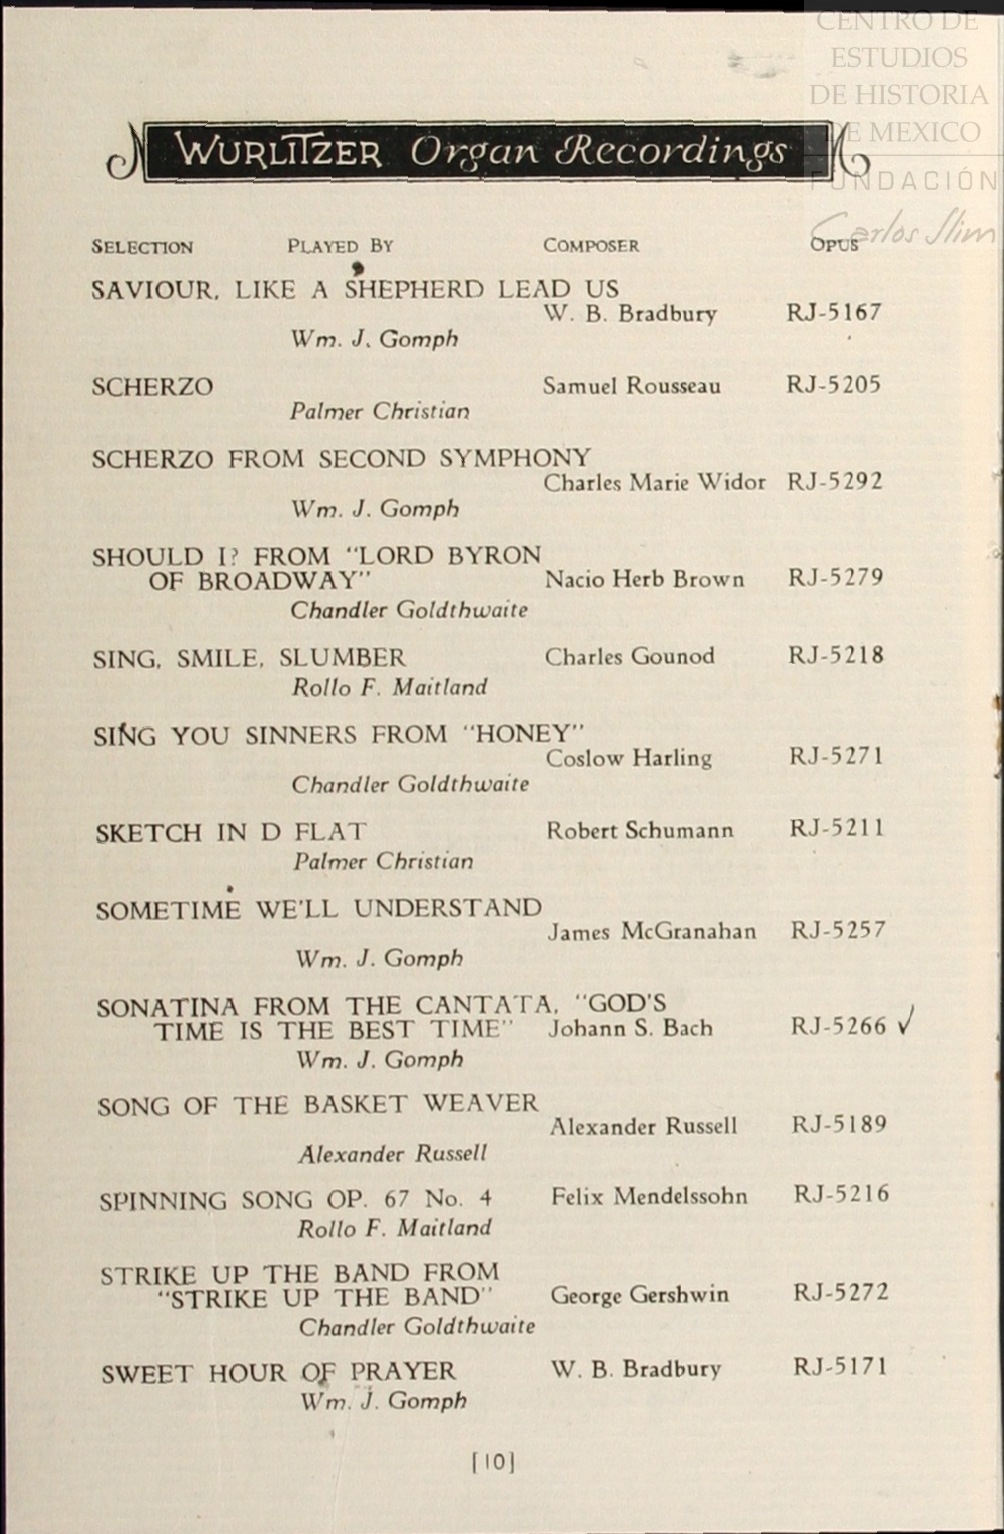 CENTRO DE
ESTUDIOS
DE HISTORIA
DE MEXICO
FUNDACIÓN
Carlos Slim
WURLITZER Organ Recordings
SELECTION PLAYED BY COMPOSER OPUS
SAVIOUR, LIKE A SHEPHERD LEAD US
W. B. Bradbury RJ-5167
Wm. J. Gomph
SCHERZO Samuel Rousseau RJ-5205
Palmer Christian
SCHERZO FROM SECOND SYMPHONY
Charles Marie Widor RJ-5292
Wm. J. Gomph
SHOULD I? FROM "LORD BYRON
OF BROADWAY" Nacio Herb Brown RJ-5279
Chandler Goldthwaite
SING, SMILE, SLUMBER Charles Gounod RJ-5218
Rollo F. Maitland
SING YOU SINNERS FROM "HONEY"
Coslow Harling RJ-5271
Chandler Goldthwaite
SKETCH IN D FLAT Robert Schumann RJ-5211
Palmer Christian
SOMETIME WE'LL UNDERSTAND
James McGranahan RJ-5257
Wm. J. Gomph
SONATINA FROM THE CANTATA, "GOD'S
TIME IS THE BEST TIME" Johann S. Bach RJ-5266 ✓
Wm. J. Gomph
SONG OF THE BASKET WEAVER
Alexander Russell RJ-5189
Alexander Russell
SPINNING SONG OP. 67 No. 4 Felix Mendelssohn RJ-5216
Rollo F. Maitland
STRIKE UP THE BAND FROM
"STRIKE UP THE BAND" George Gershwin RJ-5272
Chandler Goldthwaite
SWEET HOUR OF PRAYER W. B. Bradbury RJ-5171
Wm. J. Gomph
[10]